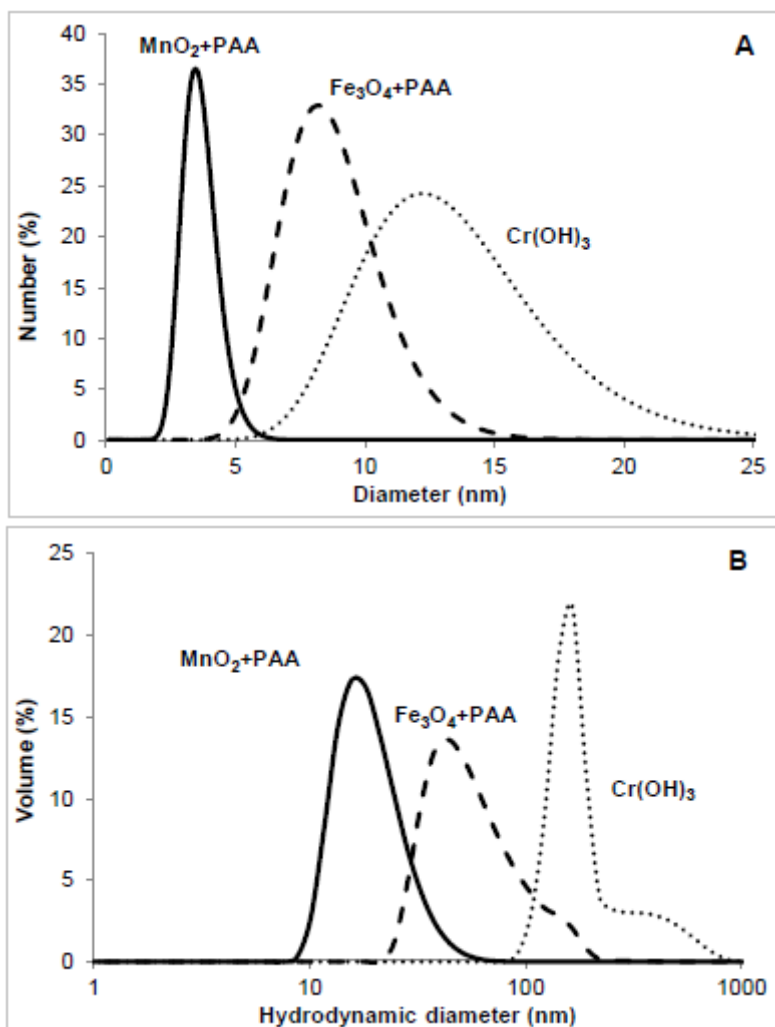 A
MnO₂+PAA
Fe₃O₄+PAA
Cr(OH)₃
Number (%)
40
35
30
25
20
15
10
5
0
0 5 10 15 20 25
Diameter (nm)
B
MnO₂+PAA
Fe₃O₄+PAA
Cr(OH)₃
Volume (%)
25
20
15
10
5
0
1 10 100 1000
Hydrodynamic diameter (nm)